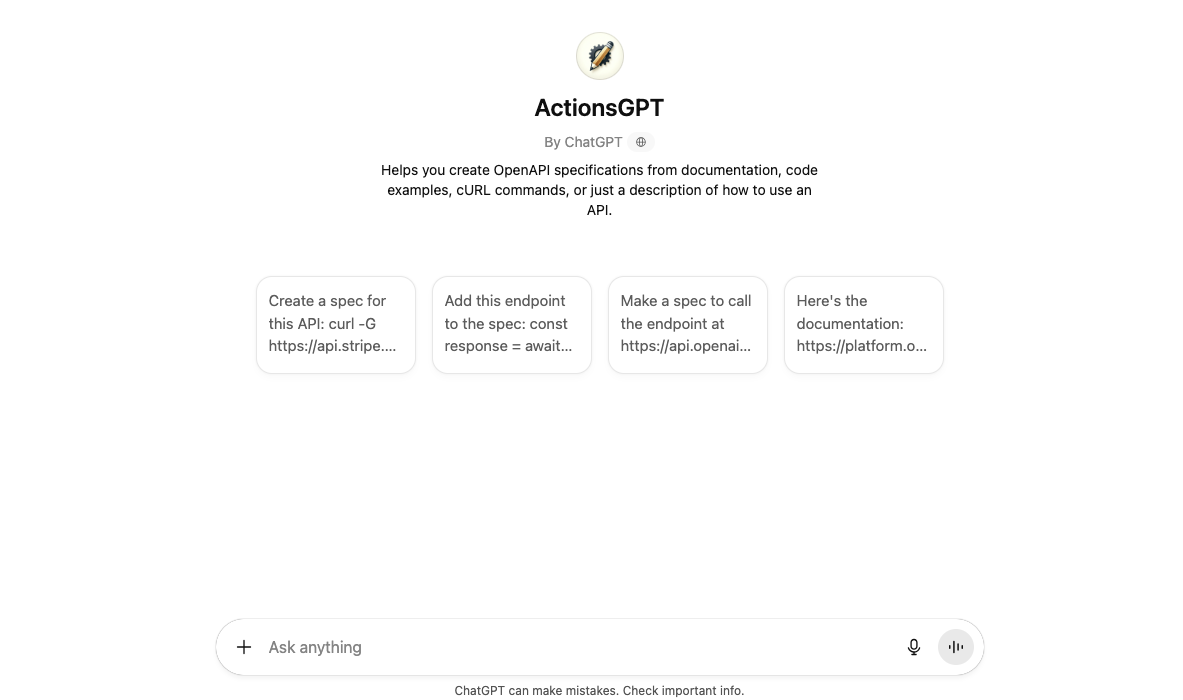 ActionsGPT
By ChatGPT
Helps you create OpenAPI specifications from documentation, code
examples, cURL commands, or just a description of how to use an
API.
Create a spec for
this API: curl -G
https://api.stripe....
Add this endpoint
to the spec: const
response = await...
Make a spec to call
the endpoint at
https://api.openai...
Here's the
documentation:
https://platform.o...
Ask anything
ChatGPT can make mistakes. Check important info.